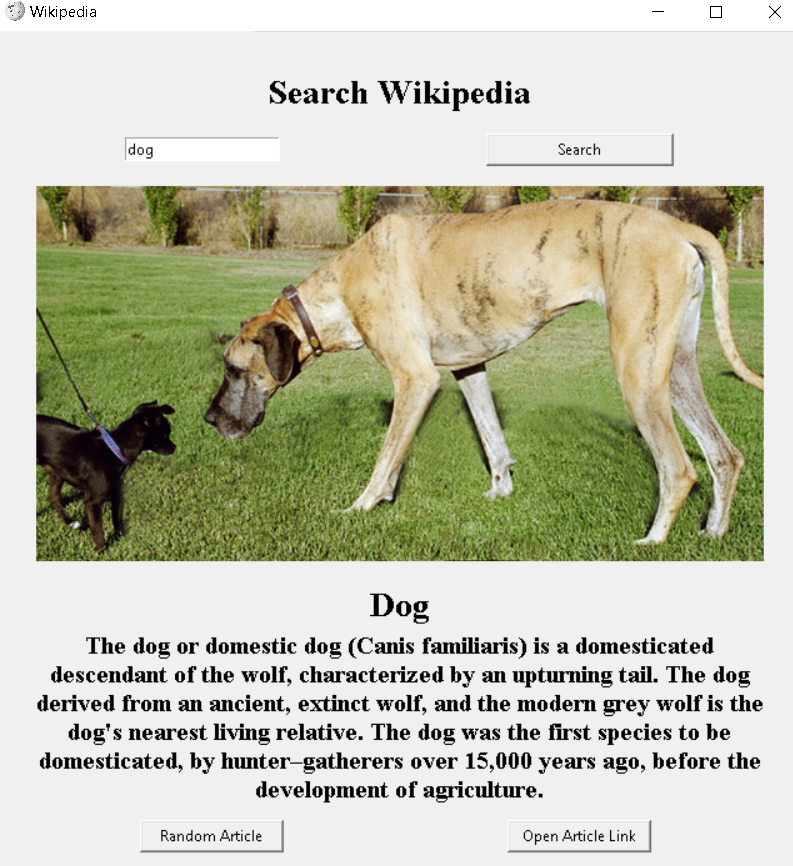 Wikipedia
Search Wikipedia
dog
Search
Dog
The dog or domestic dog (Canis familiaris) is a domesticated
descendant of the wolf, characterized by an upturning tail. The dog
derived from an ancient, extinct wolf, and the modern grey wolf is the
dog's nearest living relative. The dog was the first species to be
domesticated, by hunter–gatherers over 15,000 years ago, before the
development of agriculture.
Random Article
Open Article Link